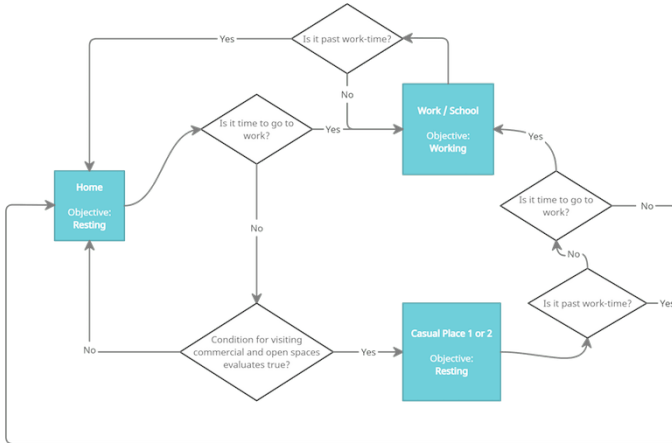 Is it past work-time?
Yes
No
Work / School
Objective:
Working
Is it time to go to
work?
Yes
Yes
Home
Objective:
Resting
Is it time to go to
work?
No
No
No
Is it past work-time?
Yes
Condition for visiting
commercial and open spaces
evaluates true?
No
Yes
Casual Place 1 or 2
Objective:
Resting